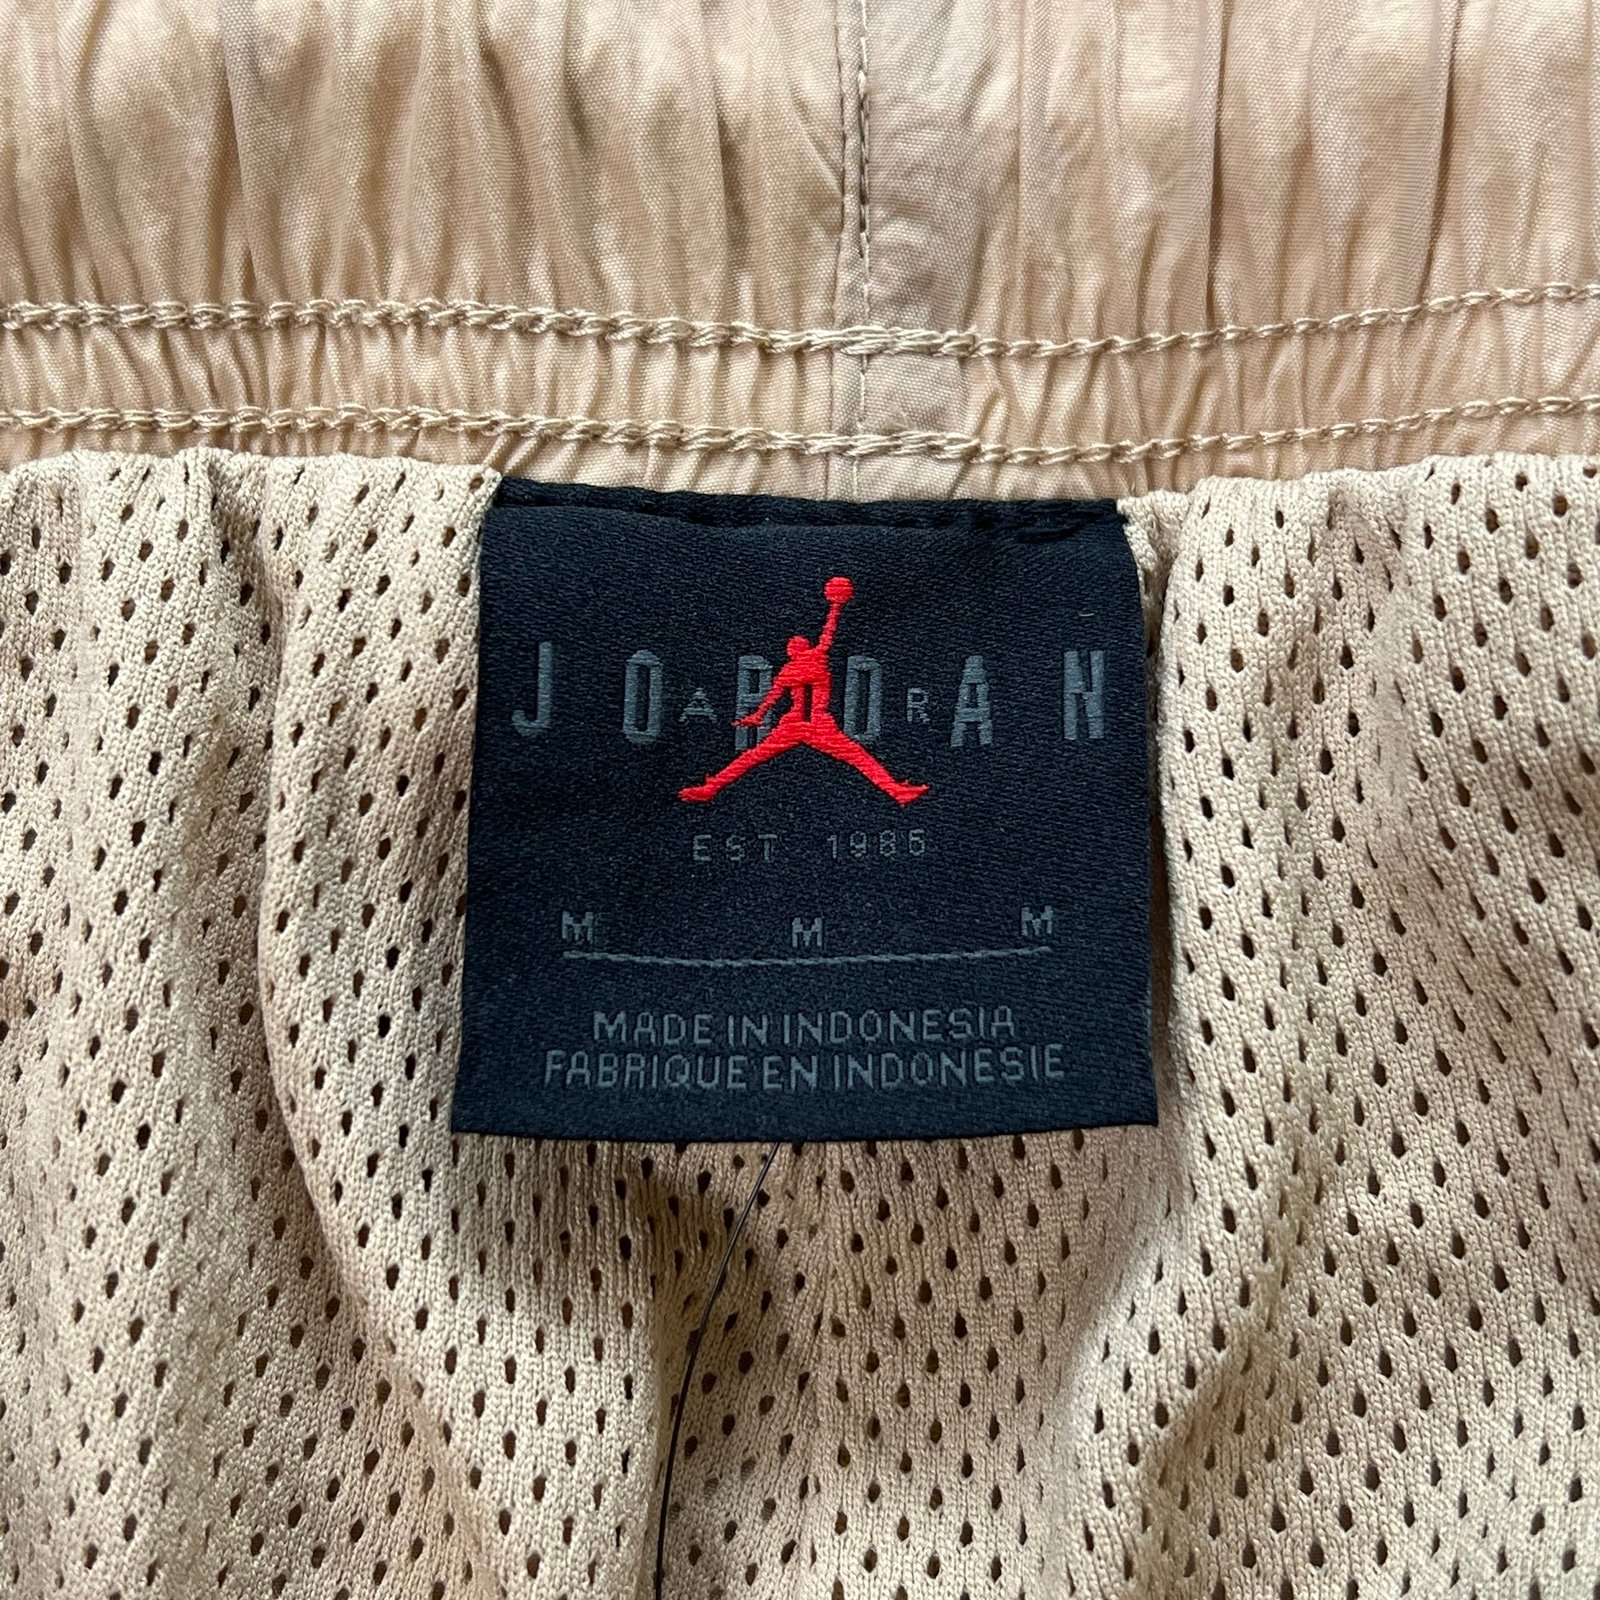 JORDAN
AIR
EST 1985
M M M
MADE IN INDONESIA
FABRIQUE EN INDONESIE